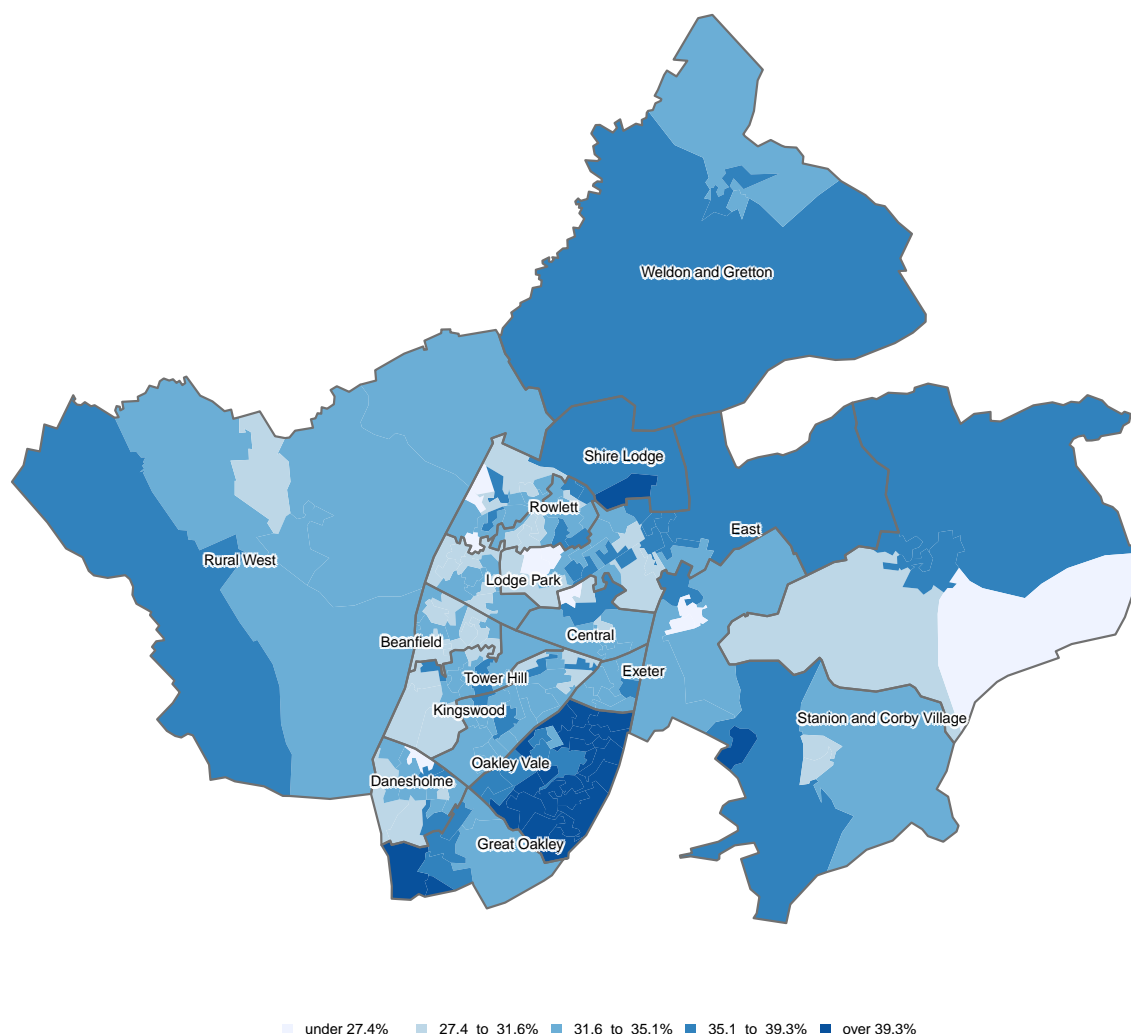 Weldon and Gretton
Shire Lodge
Rowlett
East
Rural West
Lodge Park
Central
Beanfield
Exeter
Tower Hill
Kingswood
Stanion and Corby Village
Oakley Vale
Danesholme
Great Oakley
under 27.4% 27.4 to 31.6% 31.6 to 35.1% 35.1 to 39.3% over 39.3%